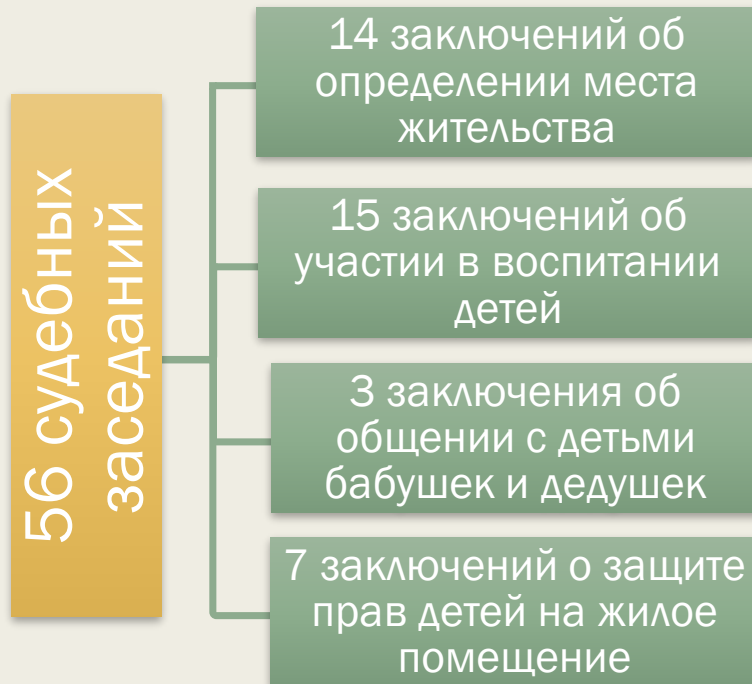 56 судебных
заседаний
14 заключений об
определении места
жительства
15 заключений об
участии в воспитании
детей
3 заключения об
общении с детьми
бабушек и дедушек
7 заключений о защите
прав детей на жилое
помещение